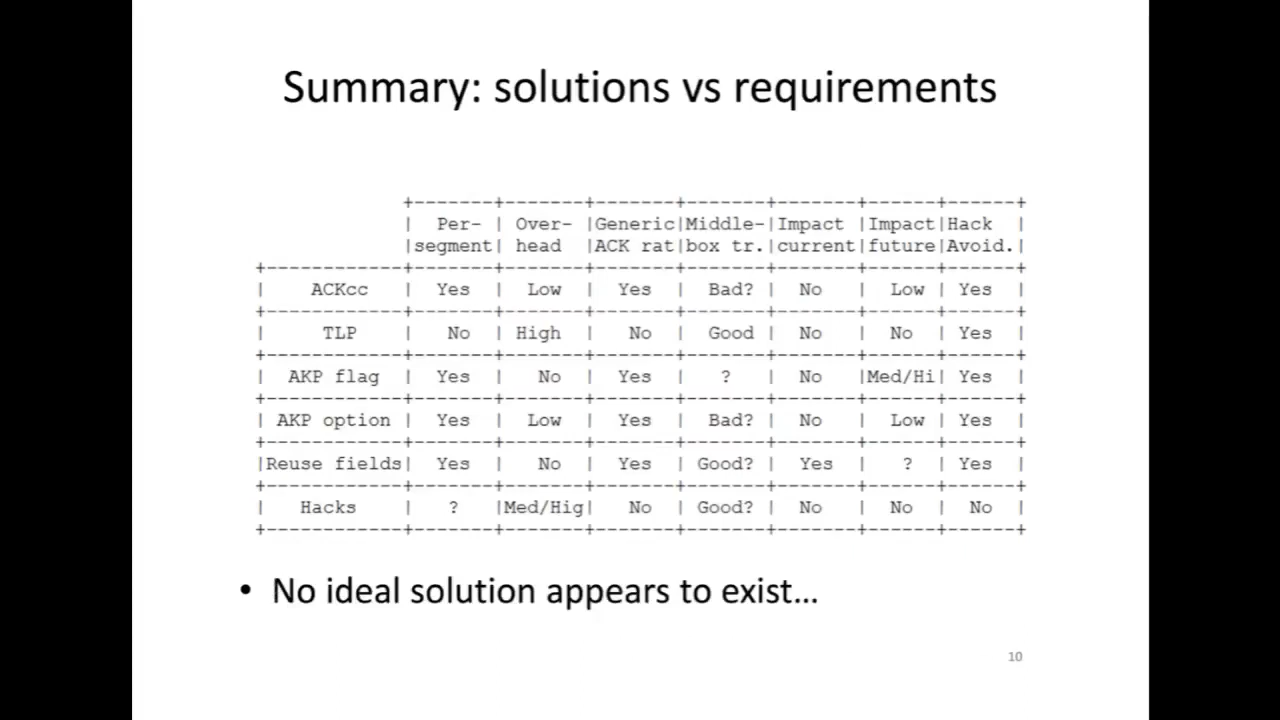 Summary: solutions vs requirements
+-------+-------+-------+-------+-------+------+------+
| Per- | Over- |Generic|Middle-|Impact |Impact|Hack |
|segment| head |ACK rat|box tr.|current|future|Avoid.|
+------------+-------+-------+-------+-------+-------+------+------+
| ACKcc | Yes | Low | Yes | Bad? | No | Low | Yes |
+------------+-------+-------+-------+-------+-------+------+------+
| TLP | No | High | No | Good | No | No | Yes |
+------------+-------+-------+-------+-------+-------+------+------+
| AKP flag | Yes | No | Yes | ? | No |Med/Hi| Yes |
+------------+-------+-------+-------+-------+-------+------+------+
| AKP option | Yes | Low | Yes | Bad? | No | Low | Yes |
+------------+-------+-------+-------+-------+-------+------+------+
|Reuse fields| Yes | No | Yes | Good? | Yes | ? | Yes |
+------------+-------+-------+-------+-------+-------+------+------+
| Hacks | ? |Med/Hig| No | Good? | No | No | No |
+------------+-------+-------+-------+-------+-------+------+------+
• No ideal solution appears to exist…
10